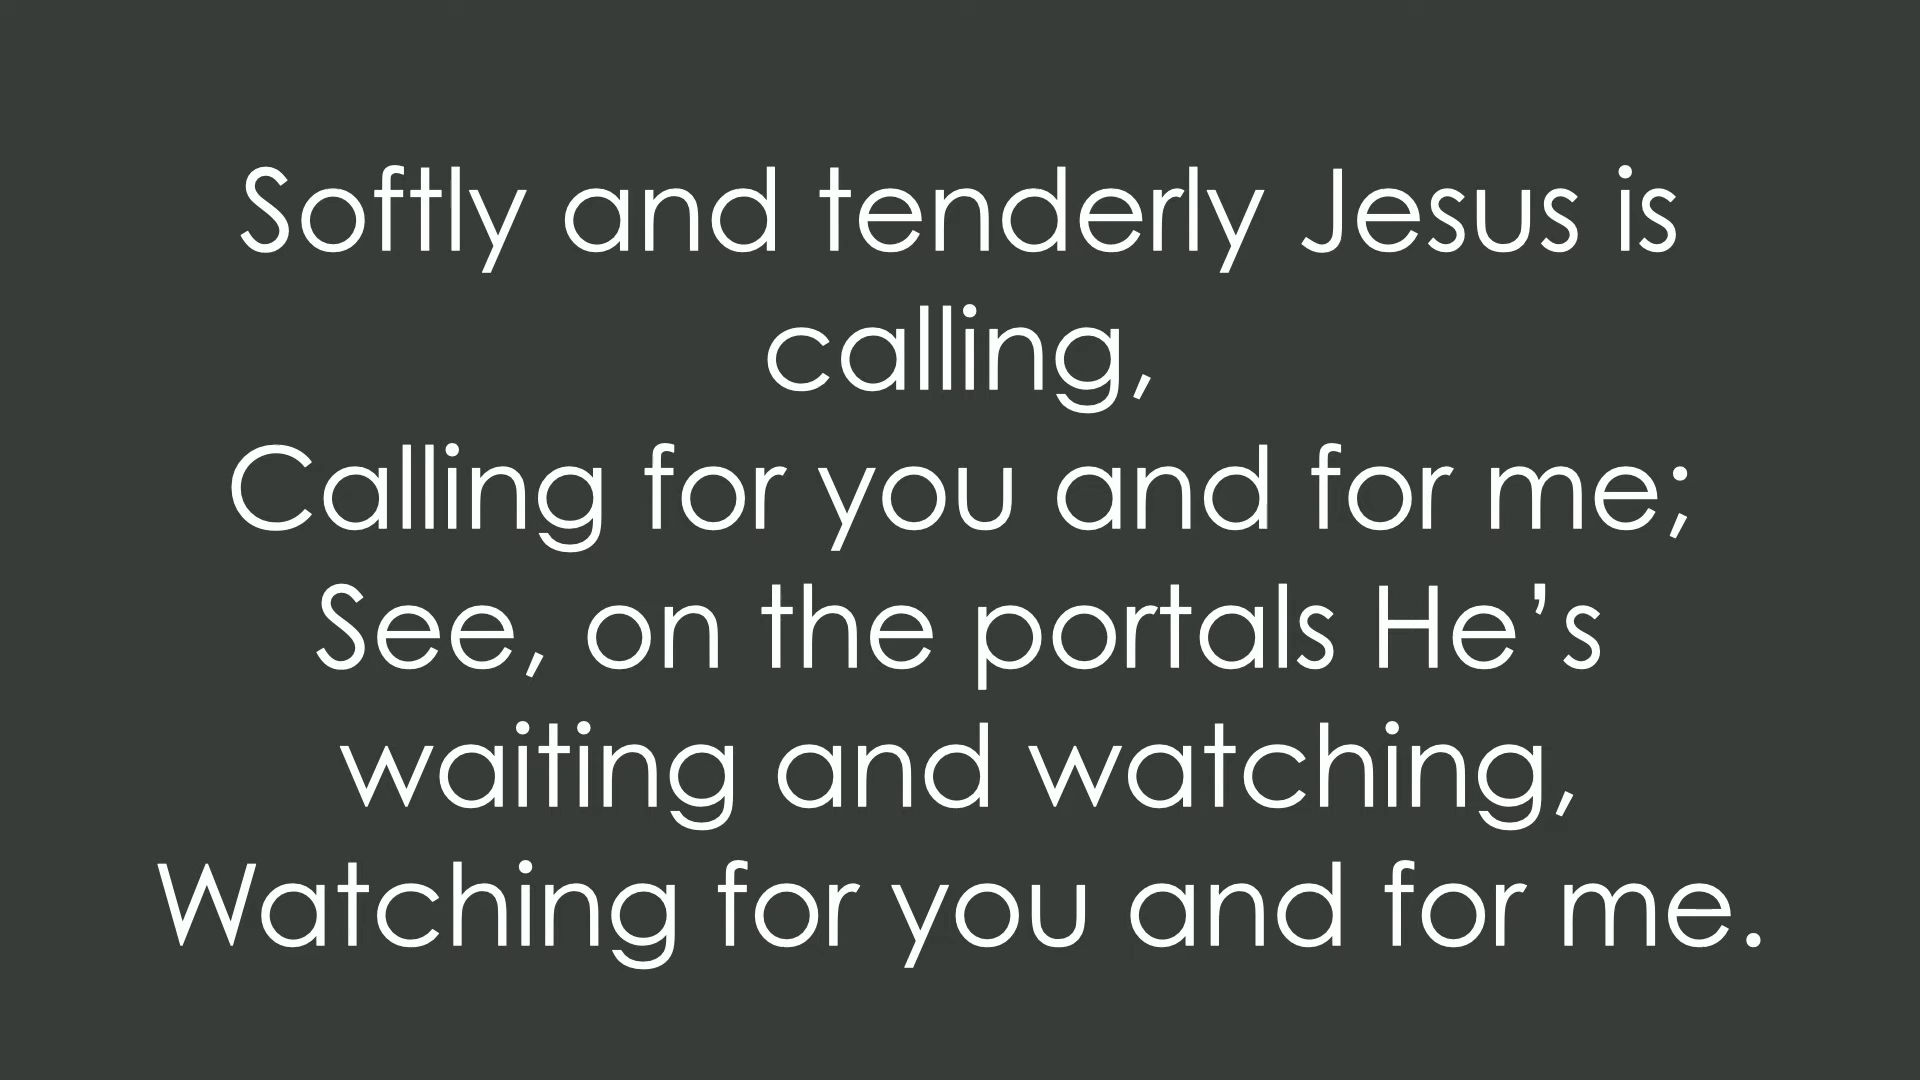 Softly and tenderly Jesus is
calling,
Calling for you and for me;
See, on the portals He’s
waiting and watching,
Watching for you and for me.